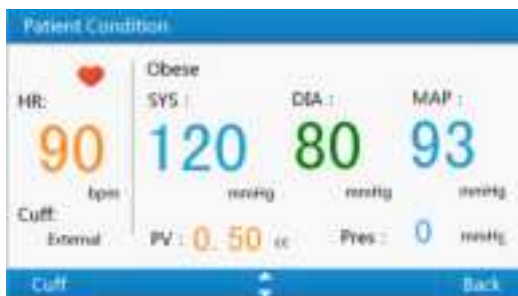 Patient Condition
Obese
HR: SYS : DIA : MAP :
90 120 80 93
bpm mmHg mmHg mmHg
Cuff:
External PV : 0.50 cc Pres : 0 mmHg
Cuff Back